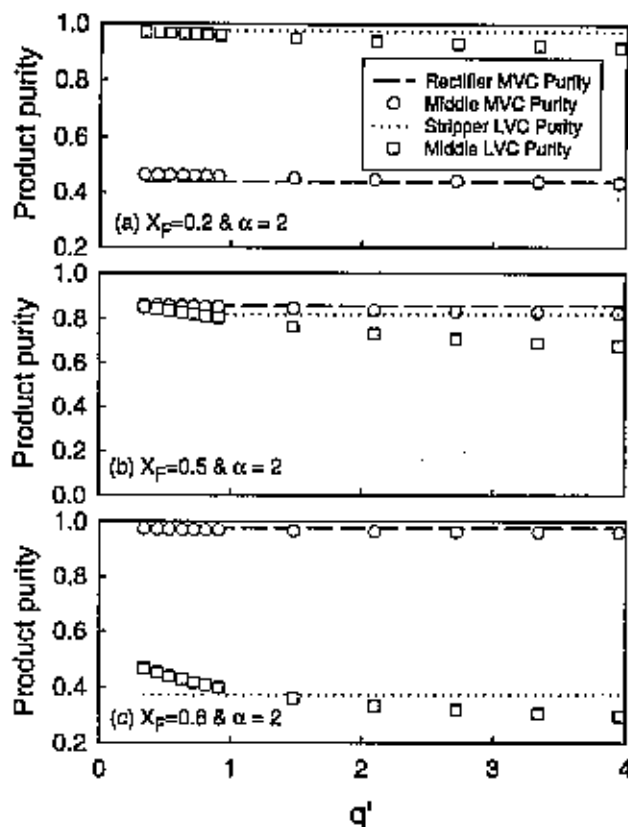 1.0
0.8
0.6
0.4
0.2
Product purity
Rectifier MVC Purity
Middle MVC Purity
Stripper LVC Purity
Middle LVC Purity
(a) X_F=0.2 & α = 2
1.0
0.8
0.6
0.4
0.2
0.0
Product purity
(b) X_F=0.5 & α = 2
1.0
0.8
0.6
0.4
0.2
Product purity
(c) X_F=0.8 & α = 2
0 1 2 3 4
q'